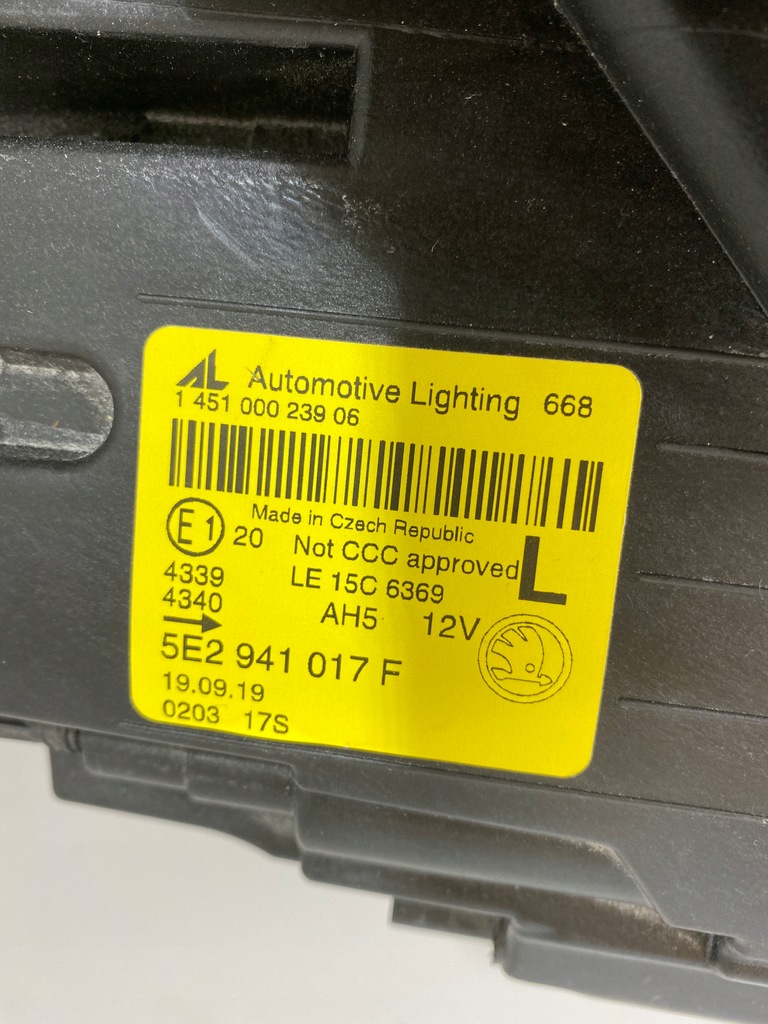 AL Automotive Lighting 668
1 451 000 239 06
Made in Czech Republic
E1 20 Not CCC approved L
4339 LE 15C 6369
4340 AH5 12V
5E2 941 017 F
19.09.19
0203 17S